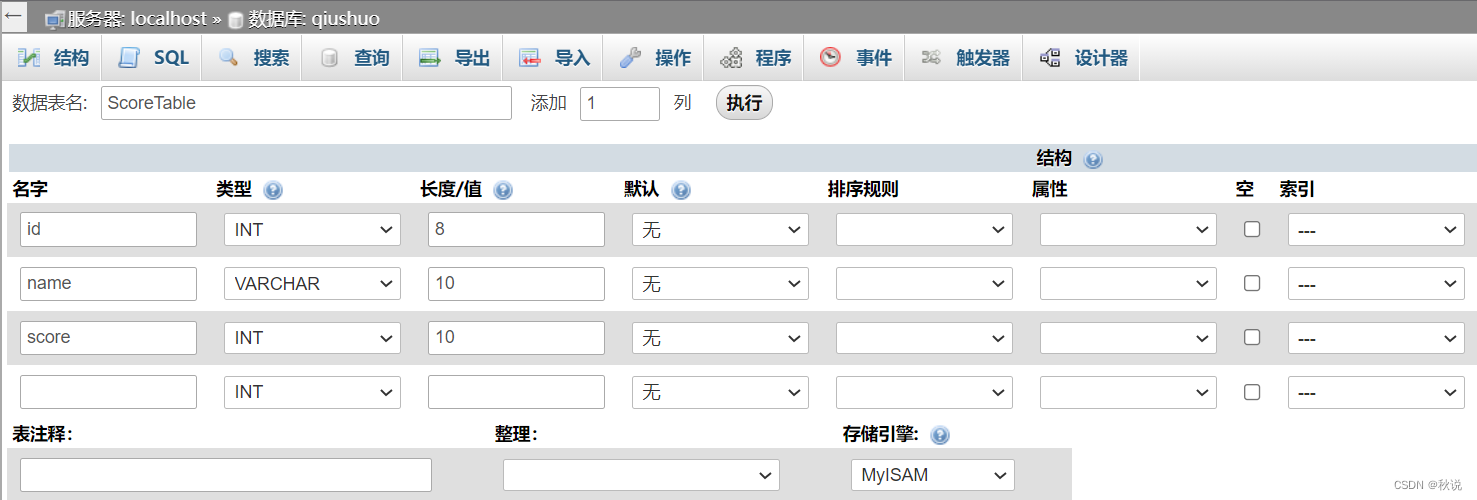 ← 服务器: localhost » 数据库: qiushuo
结构 SQL 搜索 查询 导出 导入 操作 程序 事件 触发器 设计器
数据表名: ScoreTable 添加 1 列 执行
结构
名字 类型 长度/值 默认 排序规则 属性 空 索引
id INT 8 无 ---
name VARCHAR 10 无 ---
score INT 10 无 ---
INT 无 ---
表注释： 整理： 存储引擎:
MyISAM
CSDN @秋说